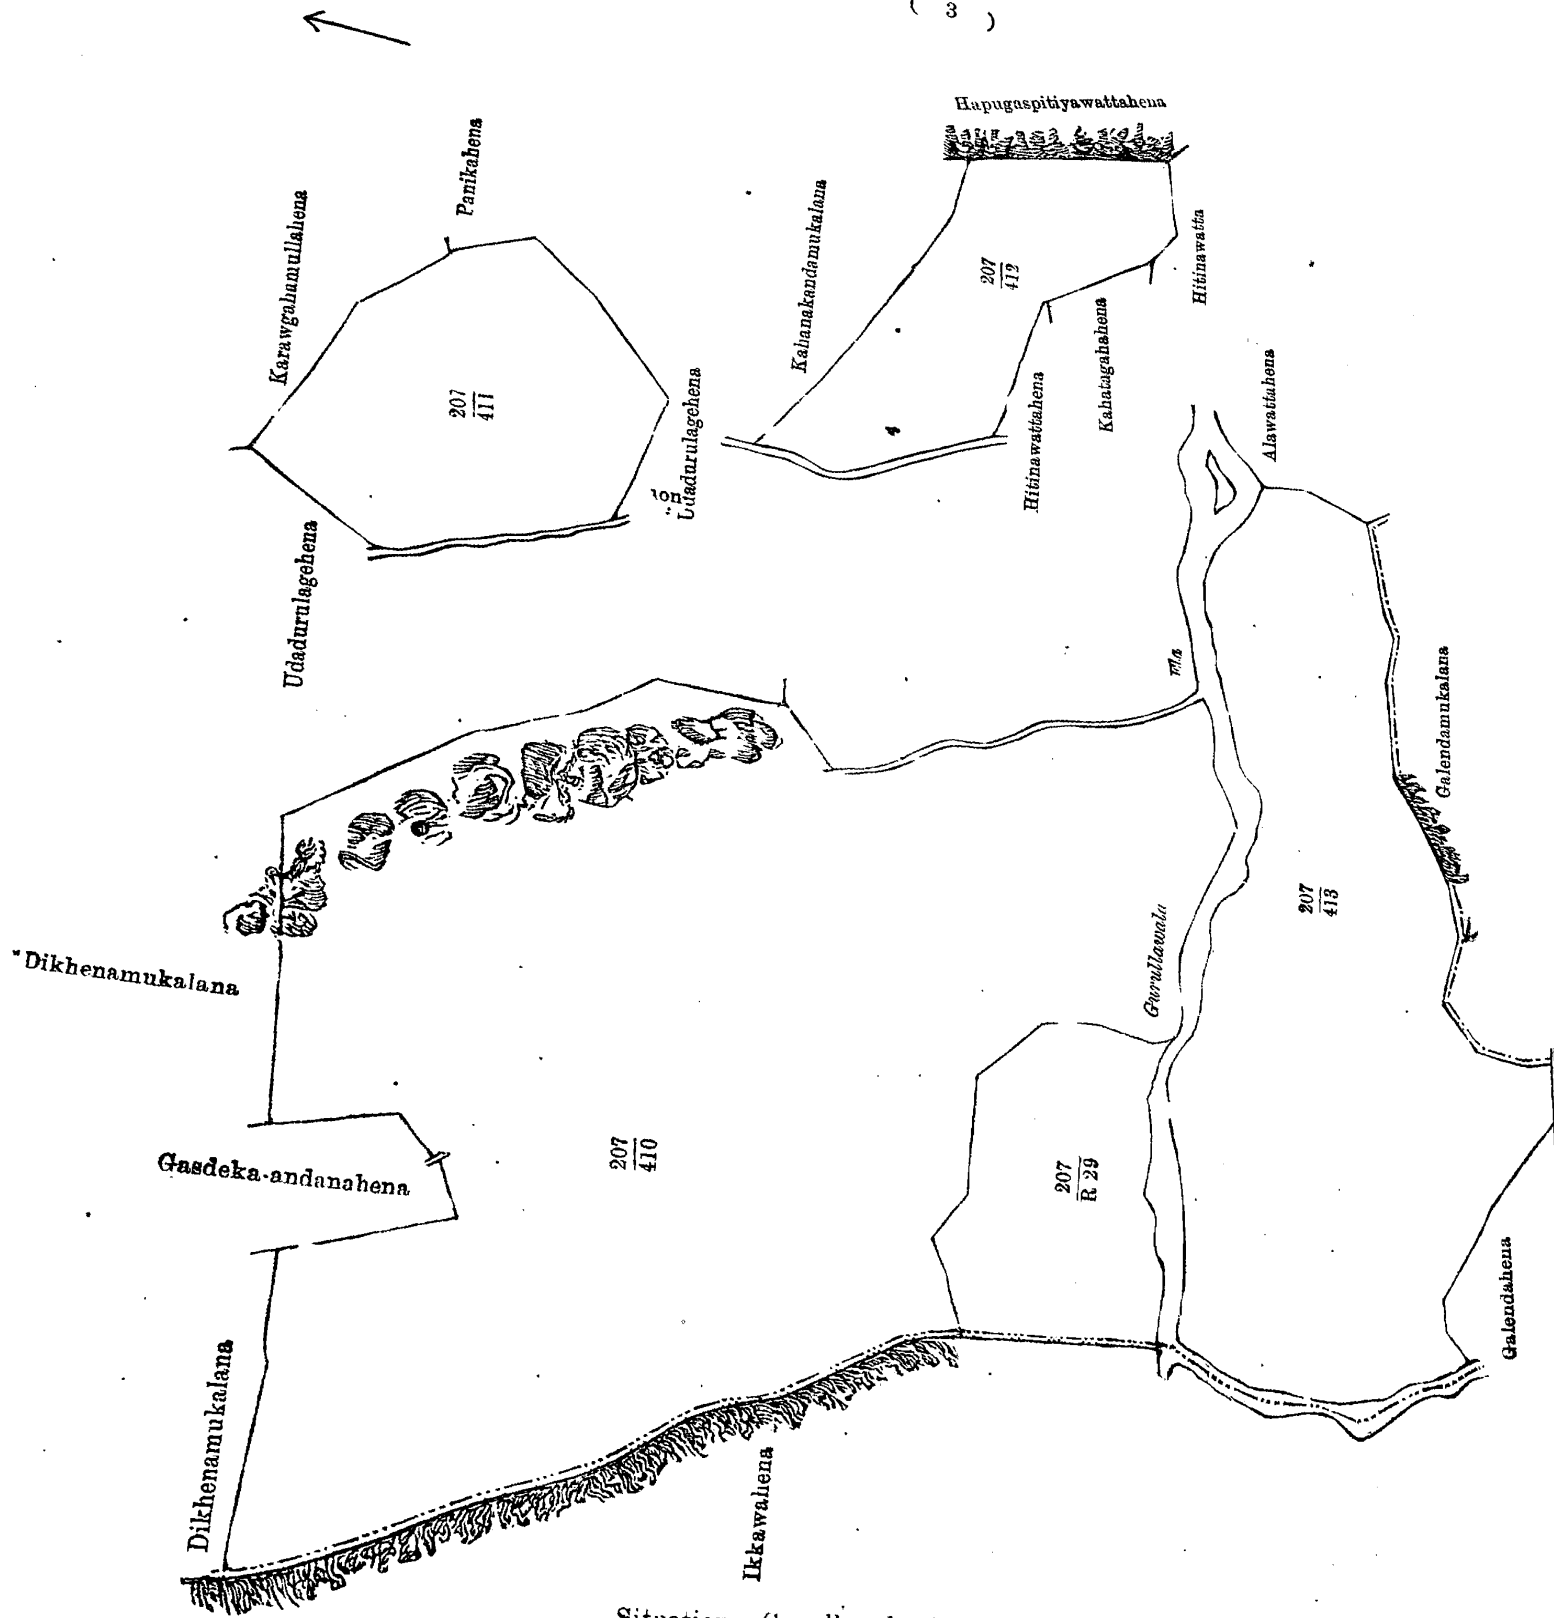 ( 3 )
Hapugaspitiyawattahena
Panikahena
Karawgahamullahena
Kahanakandamukalana
Hitinawatta
207
412
207
411
Kahatagahahena
Hitinawattahena
Udadurulagehena
Alawattahena
Udadurulagehena
Ela
Galendamukalana
207
413
Gurullawala
"Dikhenamukalana
Gasdeka-andanahena
207
410
207
R 29
Galendahena
Dikhenamukalana
Ikkawahena